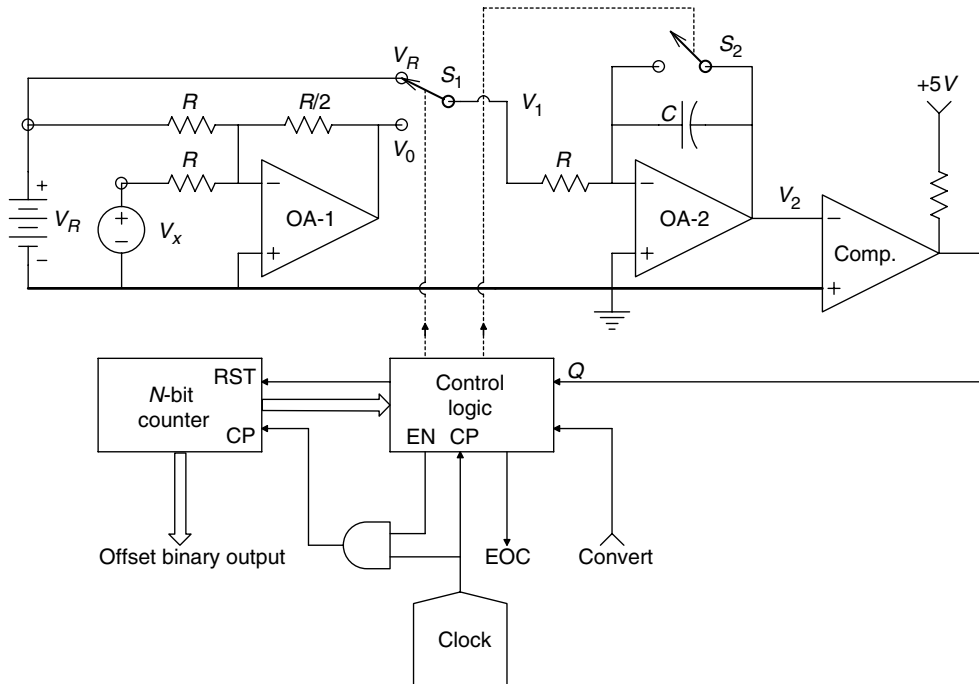 V_R
S_1
S_2
R
R/2
V_1
C
+5V
V_0
R
R
−
−
+
OA-1
OA-2
V_2
−
V_R
+
−
V_x
Comp.
−
+
+
+
RST
N-bit
counter
CP
Control
logic
EN CP
Q
Offset binary output
EOC
Convert
Clock